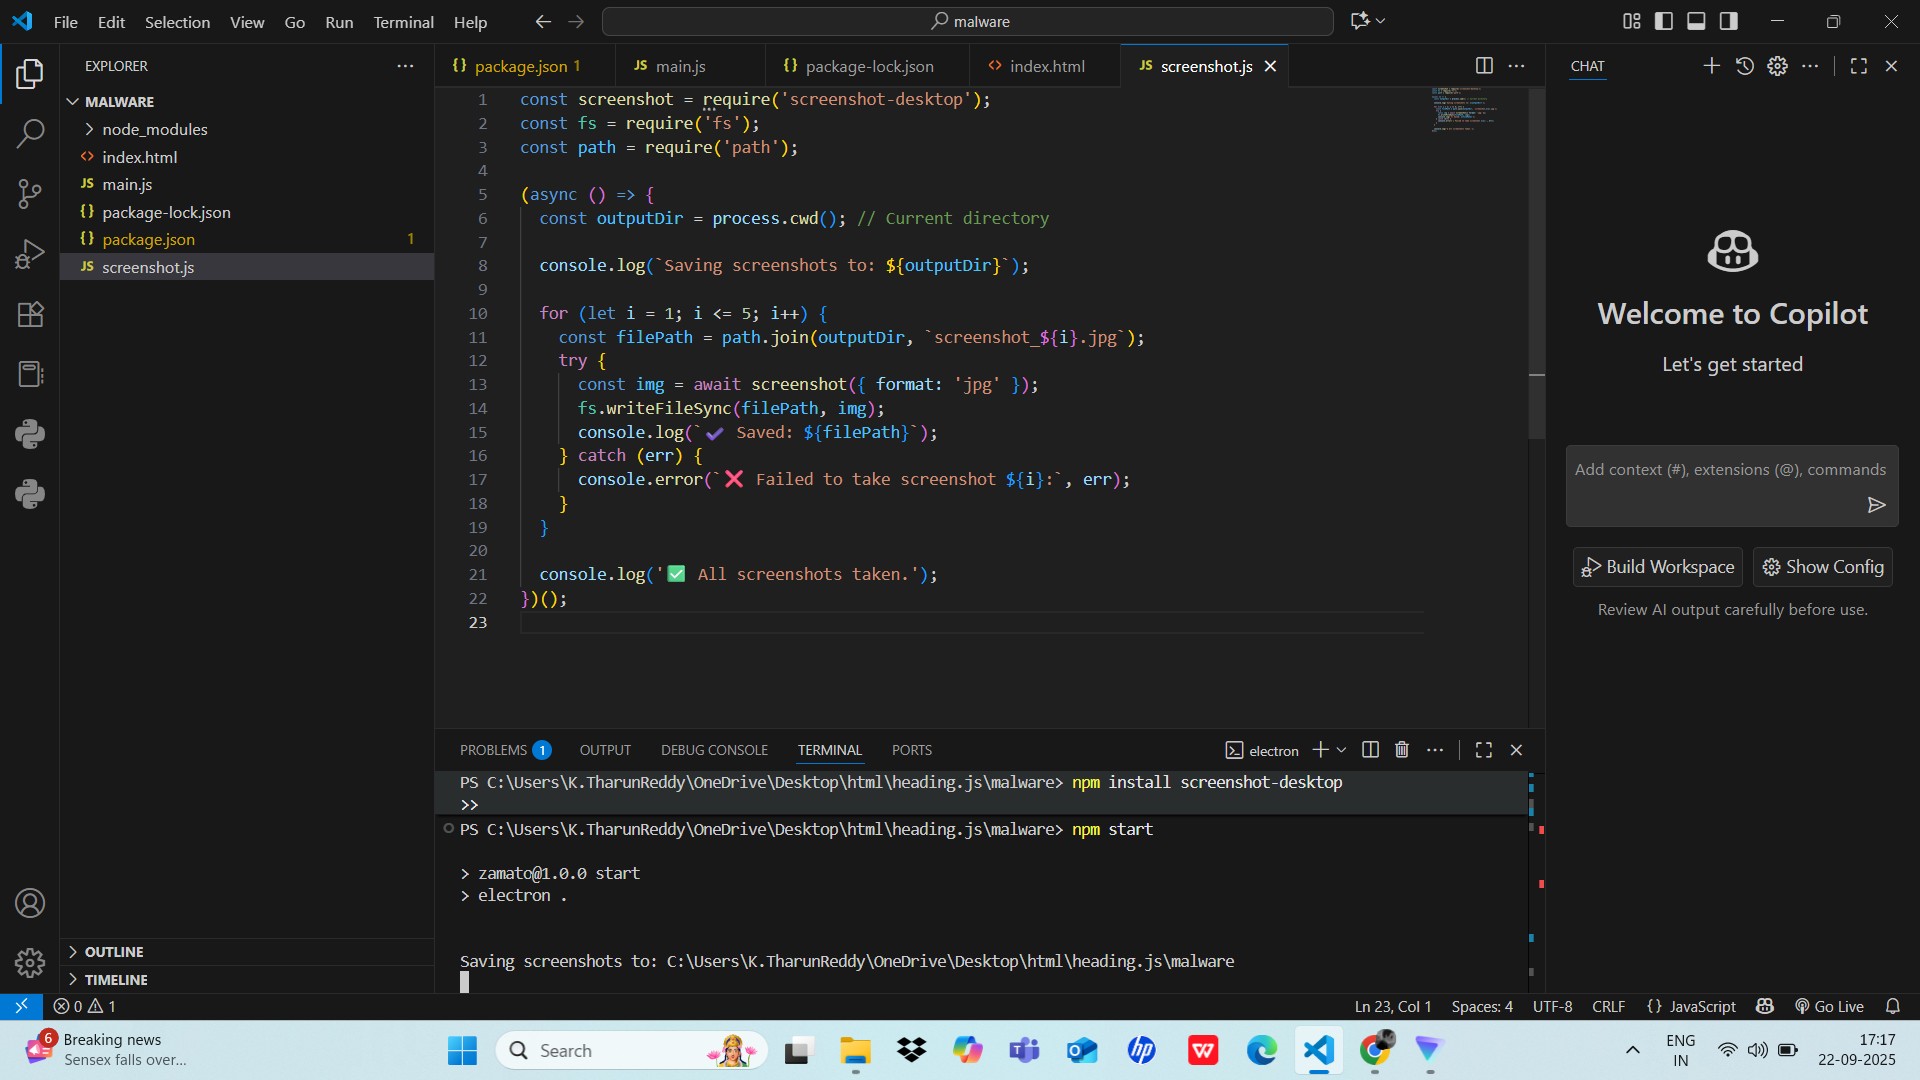 File Edit Selection View Go Run Terminal Help
malware
EXPLORER
MALWARE
node_modules
index.html
JS main.js
{} package-lock.json
{} package.json 1
JS screenshot.js
OUTLINE
TIMELINE
{} package.json 1
JS main.js
{} package-lock.json
index.html
JS screenshot.js
1 const screenshot = require('screenshot-desktop');
2 const fs = require('fs');
3 const path = require('path');
4
5 (async () => {
6 const outputDir = process.cwd(); // Current directory
7
8 console.log(`Saving screenshots to: ${outputDir}`);
9
10 for (let i = 1; i <= 5; i++) {
11 const filePath = path.join(outputDir, `screenshot_${i}.jpg`);
12 try {
13 const img = await screenshot({ format: 'jpg' });
14 fs.writeFileSync(filePath, img);
15 console.log(`✔ Saved: ${filePath}`);
16 } catch (err) {
17 console.error(`❌ Failed to take screenshot ${i}:`, err);
18 }
19 }
20
21 console.log('✅ All screenshots taken.');
22 })();
23
PROBLEMS 1 OUTPUT DEBUG CONSOLE TERMINAL PORTS
electron
PS C:\Users\K.TharunReddy\OneDrive\Desktop\html\heading.js\malware> npm install screenshot-desktop
>>
PS C:\Users\K.TharunReddy\OneDrive\Desktop\html\heading.js\malware> npm start
> zamato@1.0.0 start
> electron .
Saving screenshots to: C:\Users\K.TharunReddy\OneDrive\Desktop\html\heading.js\malware
CHAT
Welcome to Copilot
Let's get started
Add context (#), extensions (@), commands
Build Workspace
Show Config
Review AI output carefully before use.
0 1
Ln 23, Col 1 Spaces: 4 UTF-8 CRLF {} JavaScript Go Live
6
Breaking news
Sensex falls over...
Search
hp
W
ENG
IN
17:17
22-09-2025